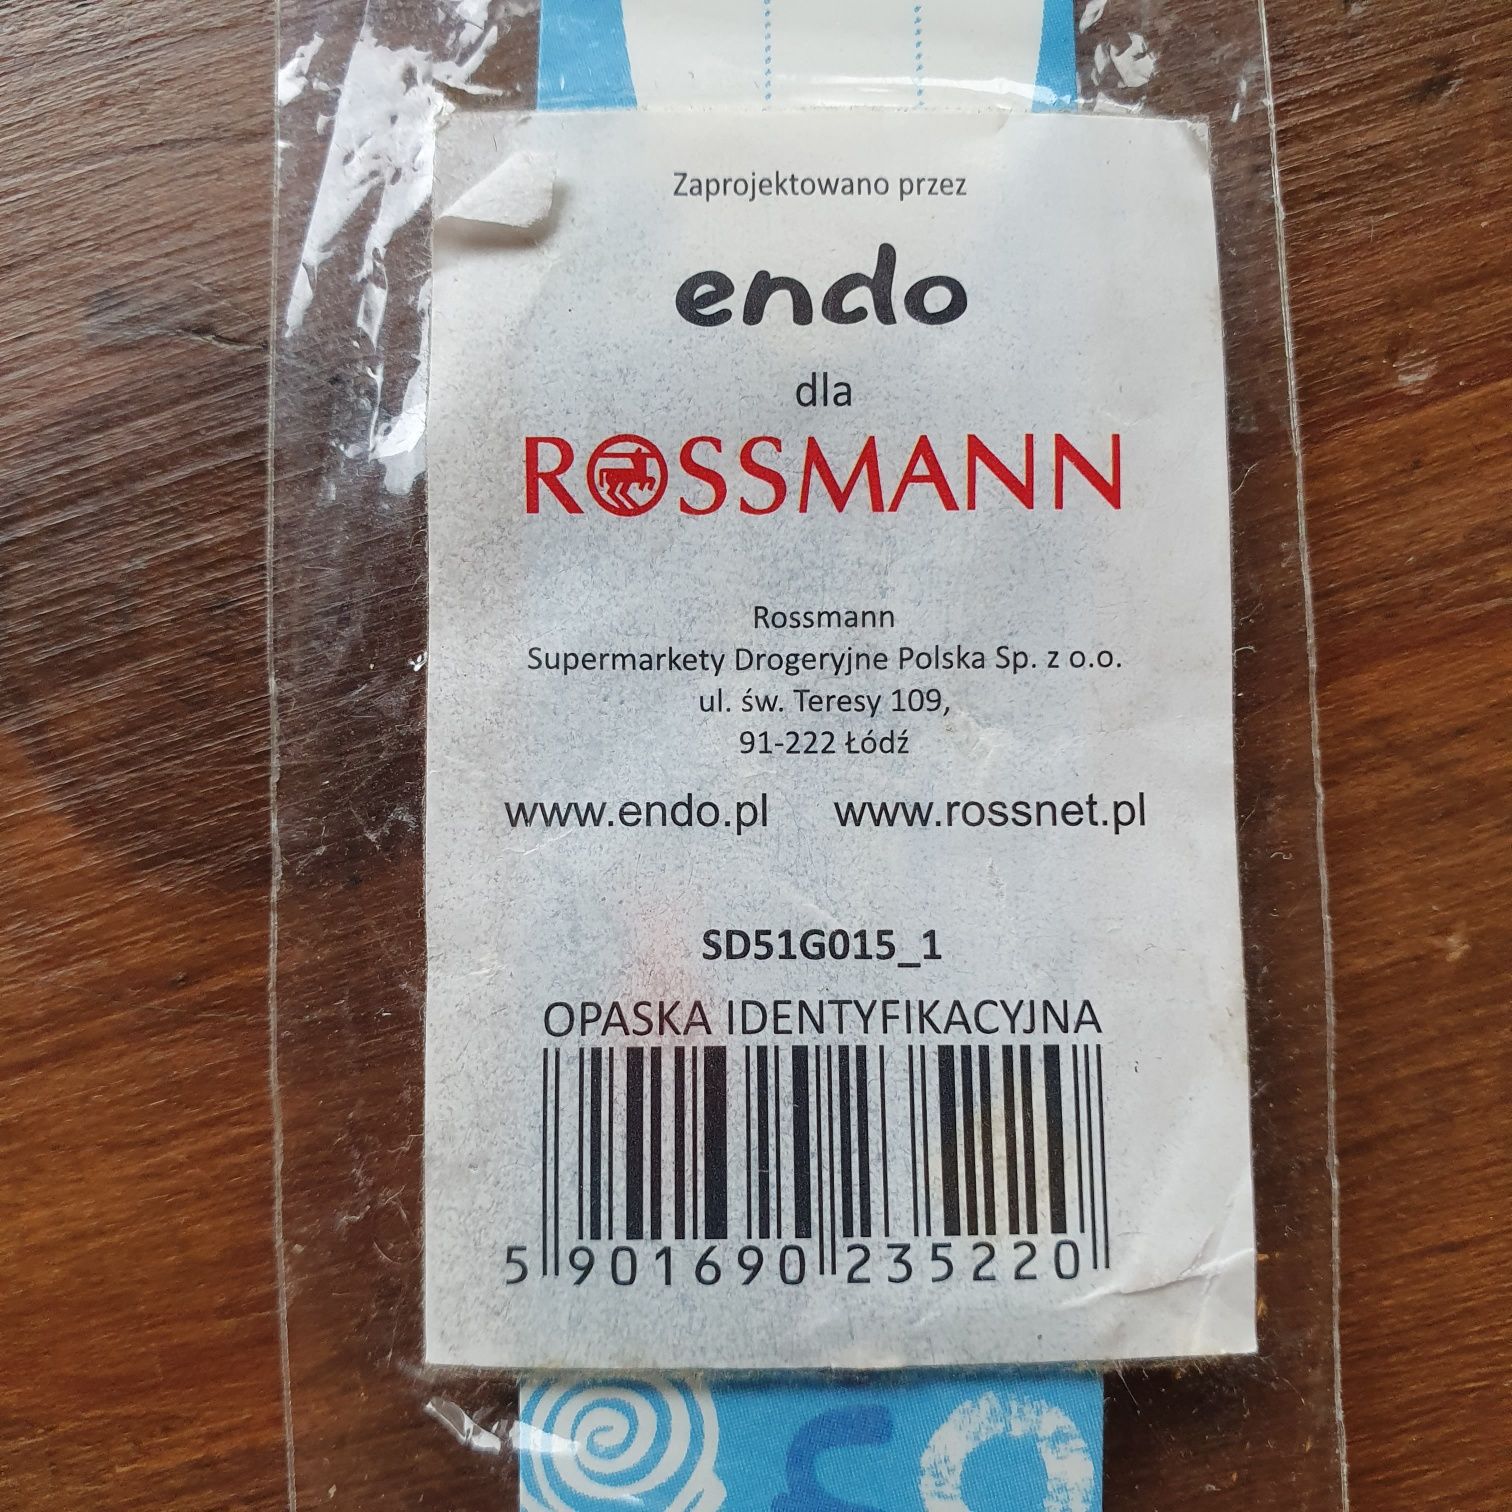 Zaprojektowano przez
endo
dla
ROSSMANN
Rossmann
Supermarkety Drogeryjne Polska Sp. z o.o.
ul. św. Teresy 109,
91-222 Łódź
www.endo.pl www.rossnet.pl
SD51G015_1
OPASKA IDENTYFIKACYJNA
5 901690 235220